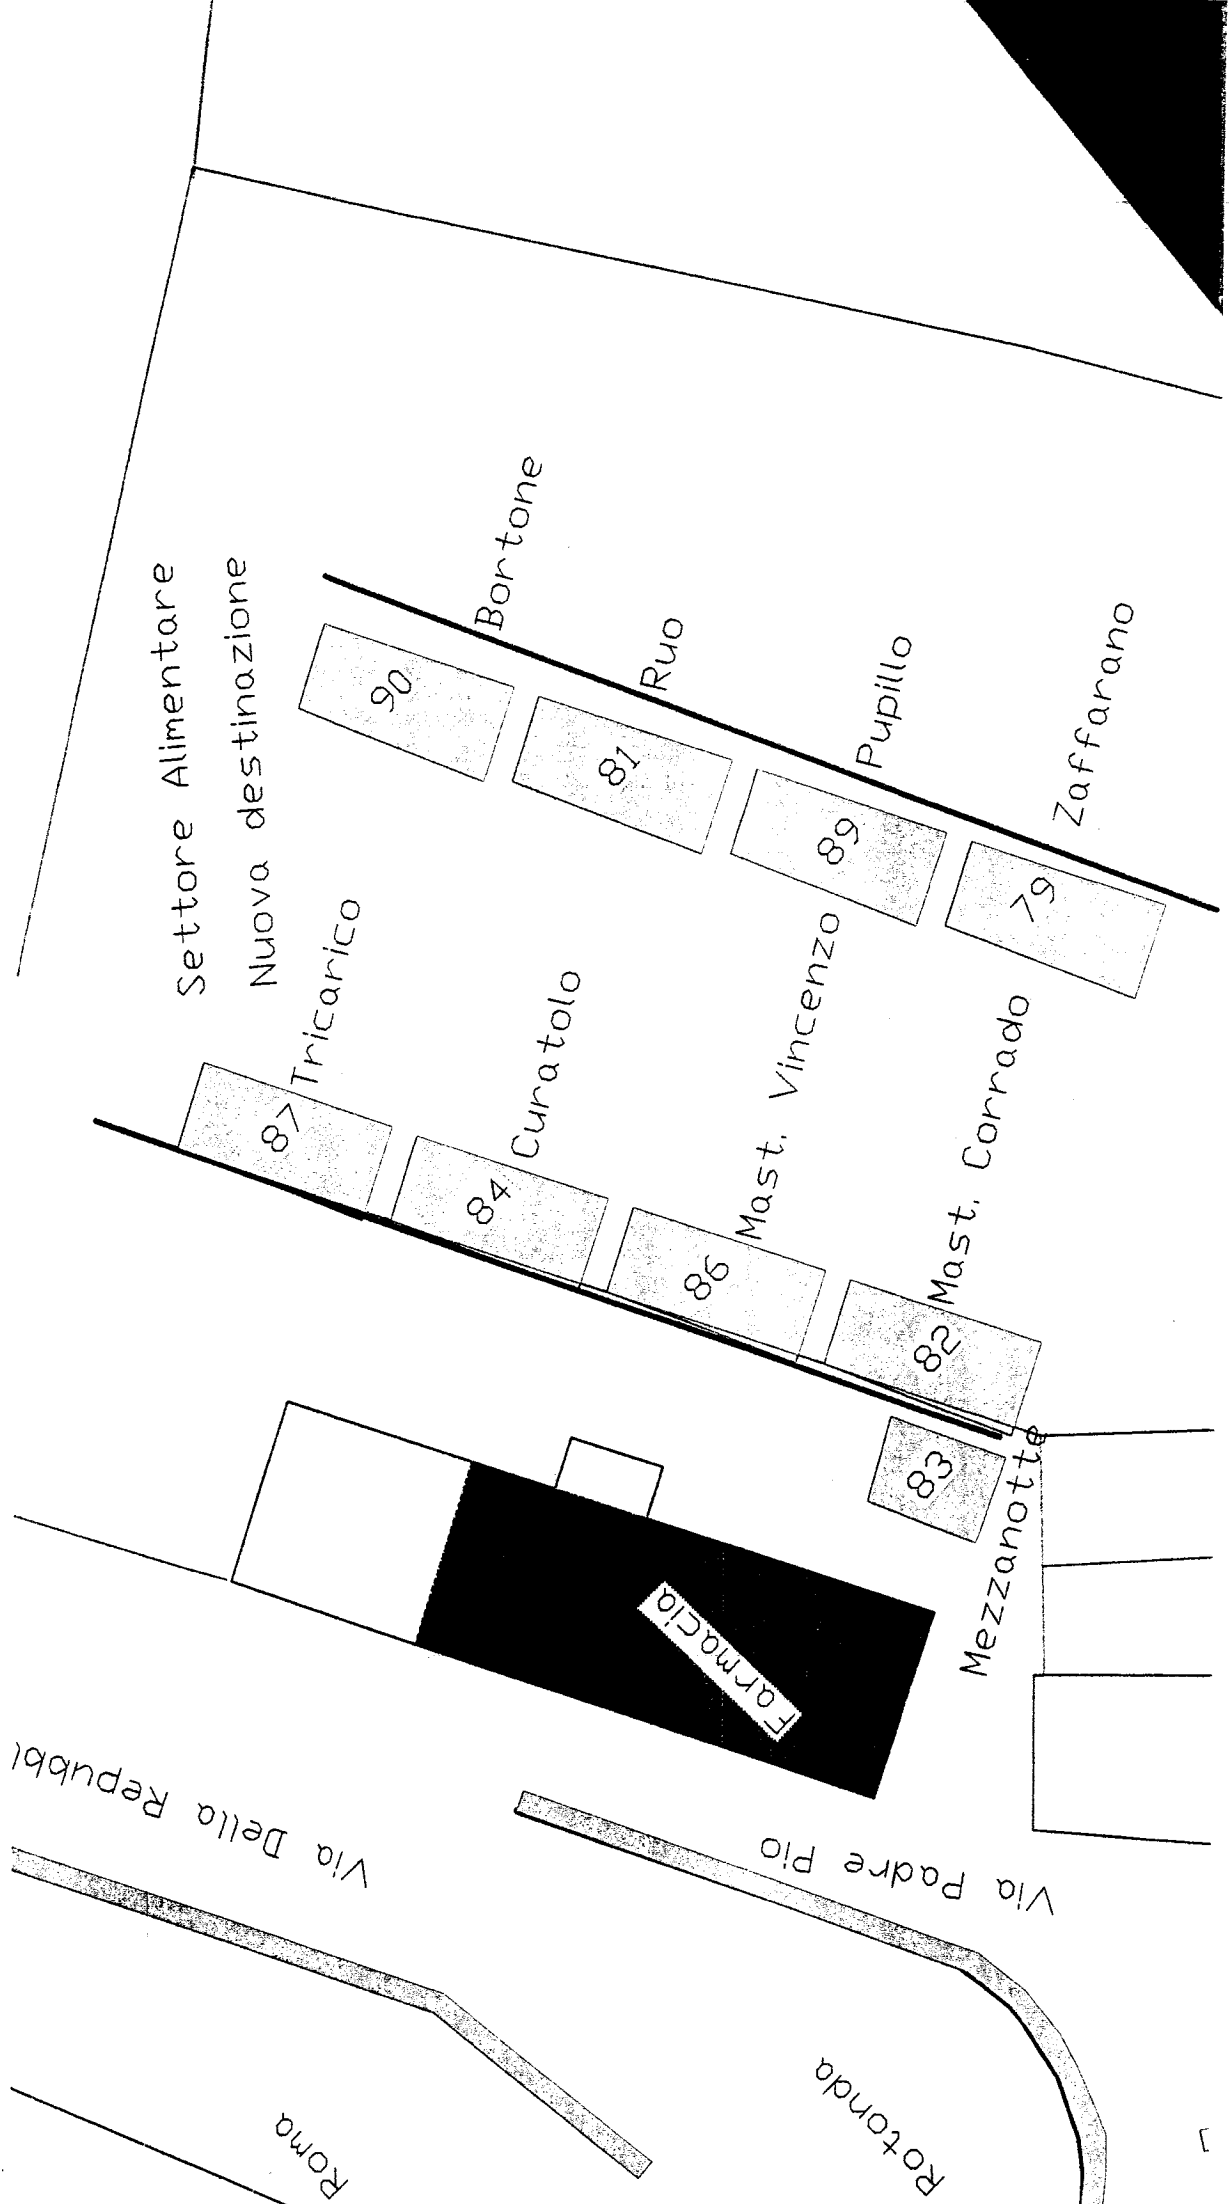 Settore Alimentare
Nuova destinazione
Bortone
90
Ruo
81
Pupillo
89
Zaffarano
79
Tricarico
87
Curatolo
84
Mast. Vincenzo
86
Mast. Corrado
82
Mezzanotte
83
Farmacia
Via Della Repubbl
Via Padre Pio
Roma
Rotonda